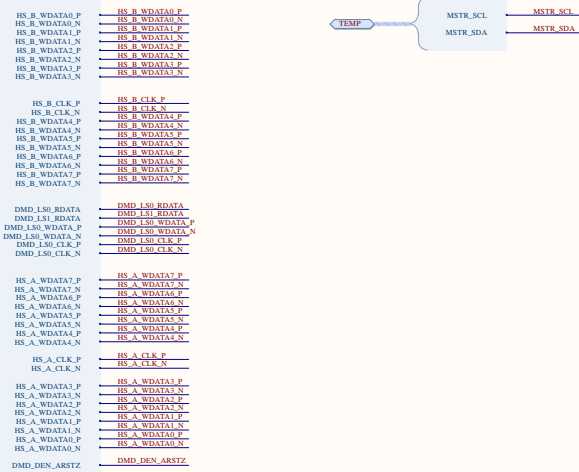 HS_B_WDATA0_P HS_B_WDATA0_P
HS_B_WDATA0_N HS_B_WDATA0_N
HS_B_WDATA1_P HS_B_WDATA1_P
HS_B_WDATA1_N HS_B_WDATA1_N
HS_B_WDATA2_P HS_B_WDATA2_P
HS_B_WDATA2_N HS_B_WDATA2_N
HS_B_WDATA3_P HS_B_WDATA3_P
HS_B_WDATA3_N HS_B_WDATA3_N
TEMP
MSTR_SCL MSTR_SCL
MSTR_SDA MSTR_SDA
HS_B_CLK_P HS_B_CLK_P
HS_B_CLK_N HS_B_CLK_N
HS_B_WDATA4_P HS_B_WDATA4_P
HS_B_WDATA4_N HS_B_WDATA4_N
HS_B_WDATA5_P HS_B_WDATA5_P
HS_B_WDATA5_N HS_B_WDATA5_N
HS_B_WDATA6_P HS_B_WDATA6_P
HS_B_WDATA6_N HS_B_WDATA6_N
HS_B_WDATA7_P HS_B_WDATA7_P
HS_B_WDATA7_N HS_B_WDATA7_N
DMD_LS0_RDATA DMD_LS0_RDATA
DMD_LS1_RDATA DMD_LS1_RDATA
DMD_LS0_WDATA_P DMD_LS0_WDATA_P
DMD_LS0_WDATA_N DMD_LS0_WDATA_N
DMD_LS0_CLK_P DMD_LS0_CLK_P
DMD_LS0_CLK_N DMD_LS0_CLK_N
HS_A_WDATA7_P HS_A_WDATA7_P
HS_A_WDATA7_N HS_A_WDATA7_N
HS_A_WDATA6_P HS_A_WDATA6_P
HS_A_WDATA6_N HS_A_WDATA6_N
HS_A_WDATA5_P HS_A_WDATA5_P
HS_A_WDATA5_N HS_A_WDATA5_N
HS_A_WDATA4_P HS_A_WDATA4_P
HS_A_WDATA4_N HS_A_WDATA4_N
HS_A_CLK_P HS_A_CLK_P
HS_A_CLK_N HS_A_CLK_N
HS_A_WDATA3_P HS_A_WDATA3_P
HS_A_WDATA3_N HS_A_WDATA3_N
HS_A_WDATA2_P HS_A_WDATA2_P
HS_A_WDATA2_N HS_A_WDATA2_N
HS_A_WDATA1_P HS_A_WDATA1_P
HS_A_WDATA1_N HS_A_WDATA1_N
HS_A_WDATA0_P HS_A_WDATA0_P
HS_A_WDATA0_N HS_A_WDATA0_N
DMD_DEN_ARSTZ DMD_DEN_ARSTZ